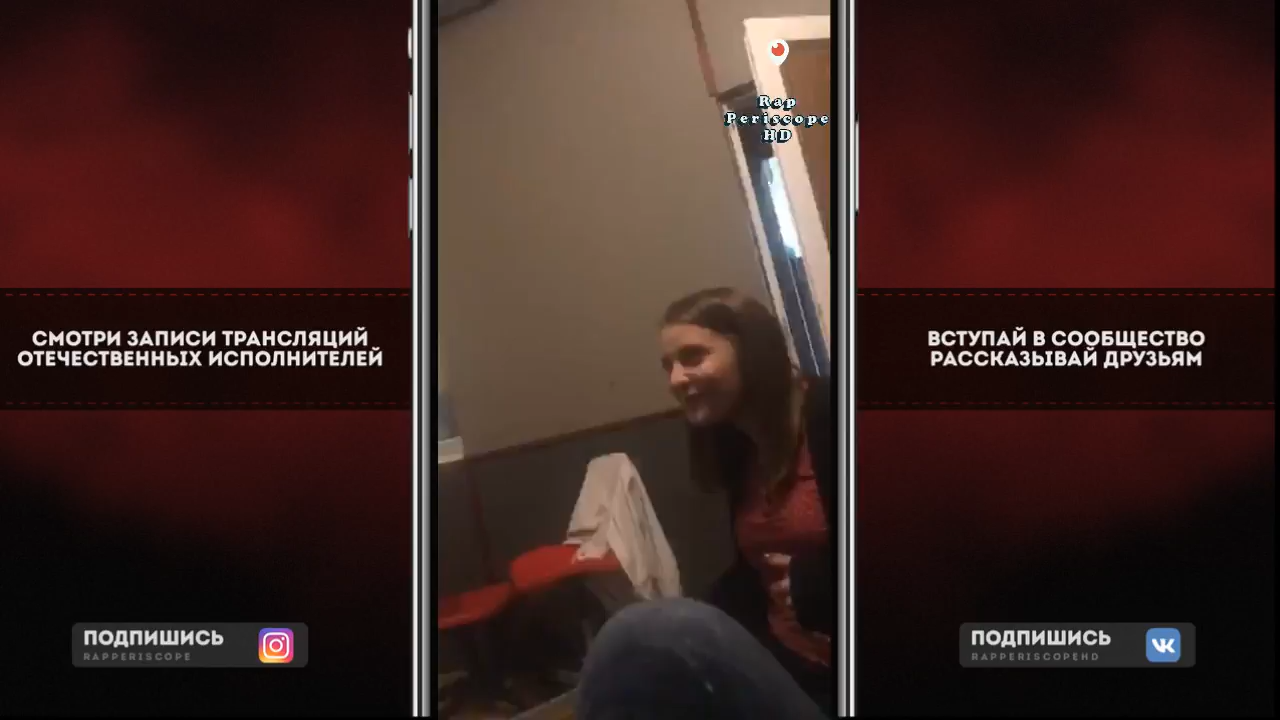 Rap
Periscope
HD
СМОТРИ ЗАПИСИ ТРАНСЛЯЦИЙ
ОТЕЧЕСТВЕННЫХ ИСПОЛНИТЕЛЕЙ
ВСТУПАЙ В СООБЩЕСТВО
РАССКАЗЫВАЙ ДРУЗЬЯМ
ПОДПИШИСЬ
RAPPERISCOPE
ПОДПИШИСЬ
RAPPERISCOPEHD